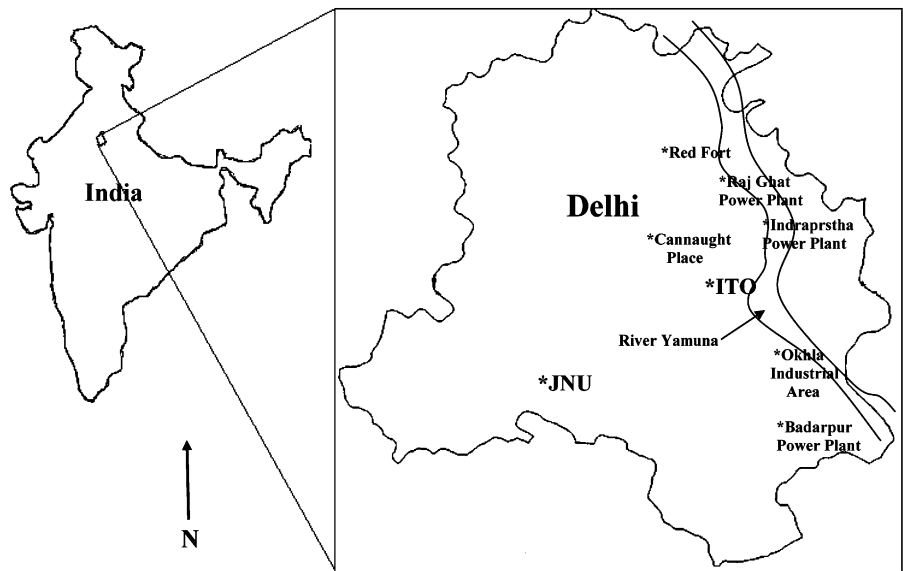 India
N
Delhi
*Red Fort
*Raj Ghat
Power Plant
*Indraprstha
Power Plant
*Cannaught
Place
*ITO
River Yamuna
*Okhla
Industrial
Area
*JNU
*Badarpur
Power Plant